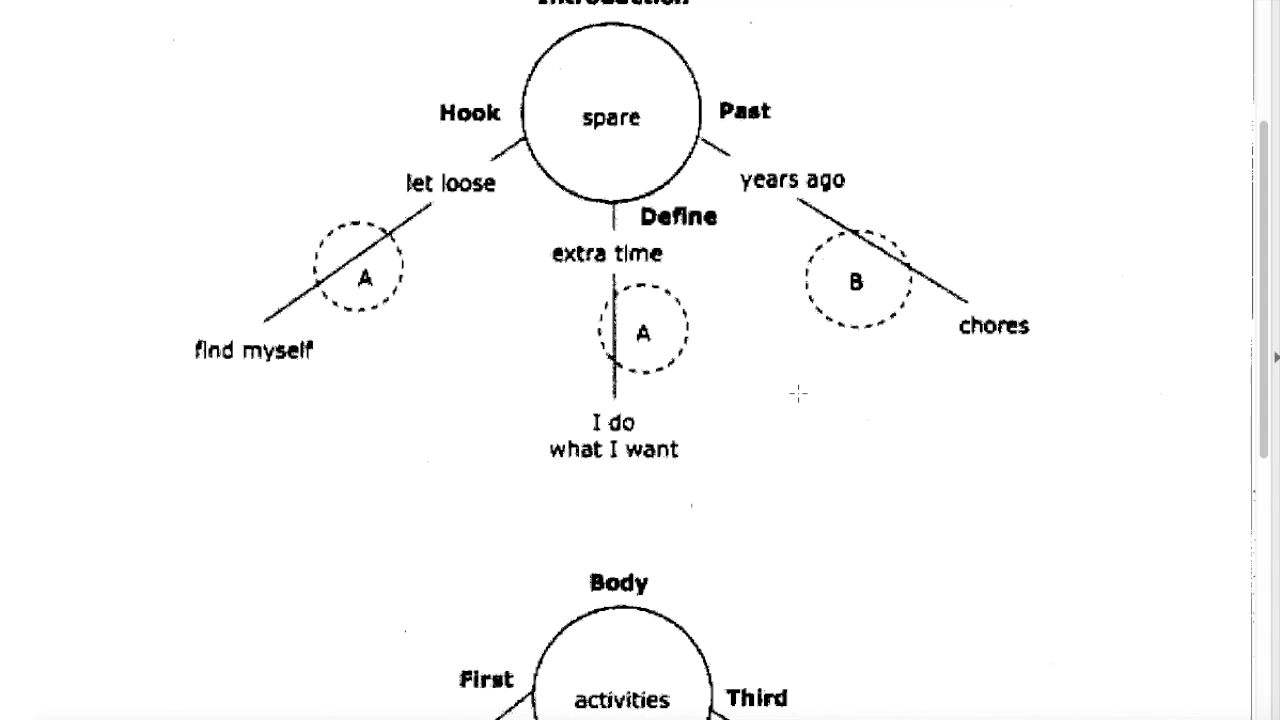 Introduction
spare
Hook
Past
let loose
years ago
Define
extra time
A
A
B
find myself
chores
I do
what I want
Body
First
activities
Third